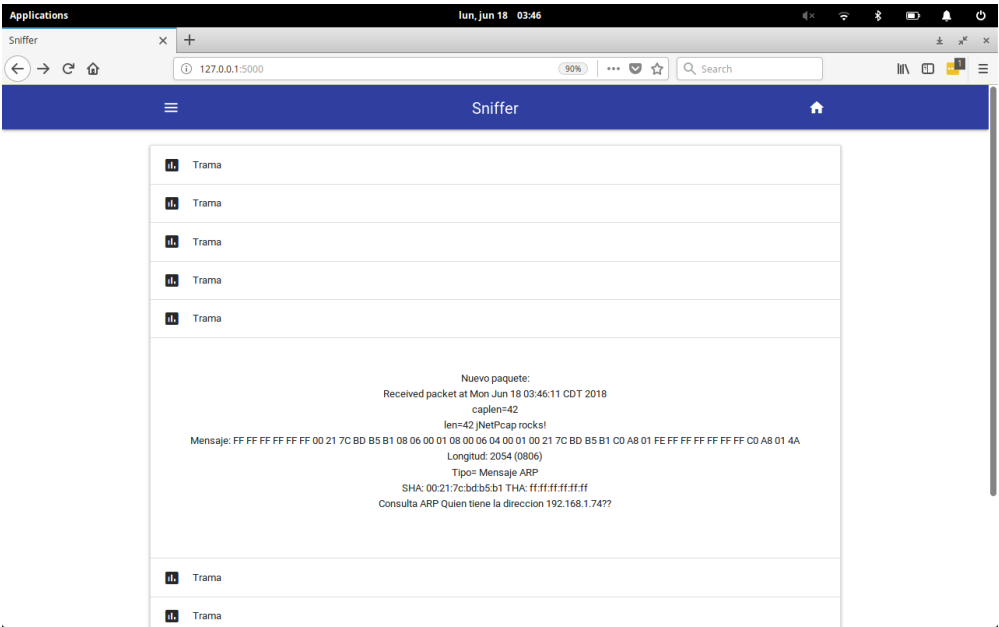 Applications
lun, jun 18 03:46
Sniffer
127.0.0.1:5000
90%
Search
1
Sniffer
Trama
Trama
Trama
Trama
Trama
Nuevo paquete:
Received packet at Mon Jun 18 03:46:11 CDT 2018
caplen=42
len=42 jNetPcap rocks!
Mensaje: FF FF FF FF FF FF 00 21 7C BD B5 B1 08 06 00 01 08 00 06 04 00 01 00 21 7C BD B5 B1 C0 A8 01 FE FF FF FF FF FF FF C0 A8 01 4A
Longitud: 2054 (0806)
Tipo= Mensaje ARP
SHA: 00:21:7c:bd:b5:b1 THA: ff:ff:ff:ff:ff:ff
Consulta ARP Quien tiene la direccion 192.168.1.74??
Trama
Trama